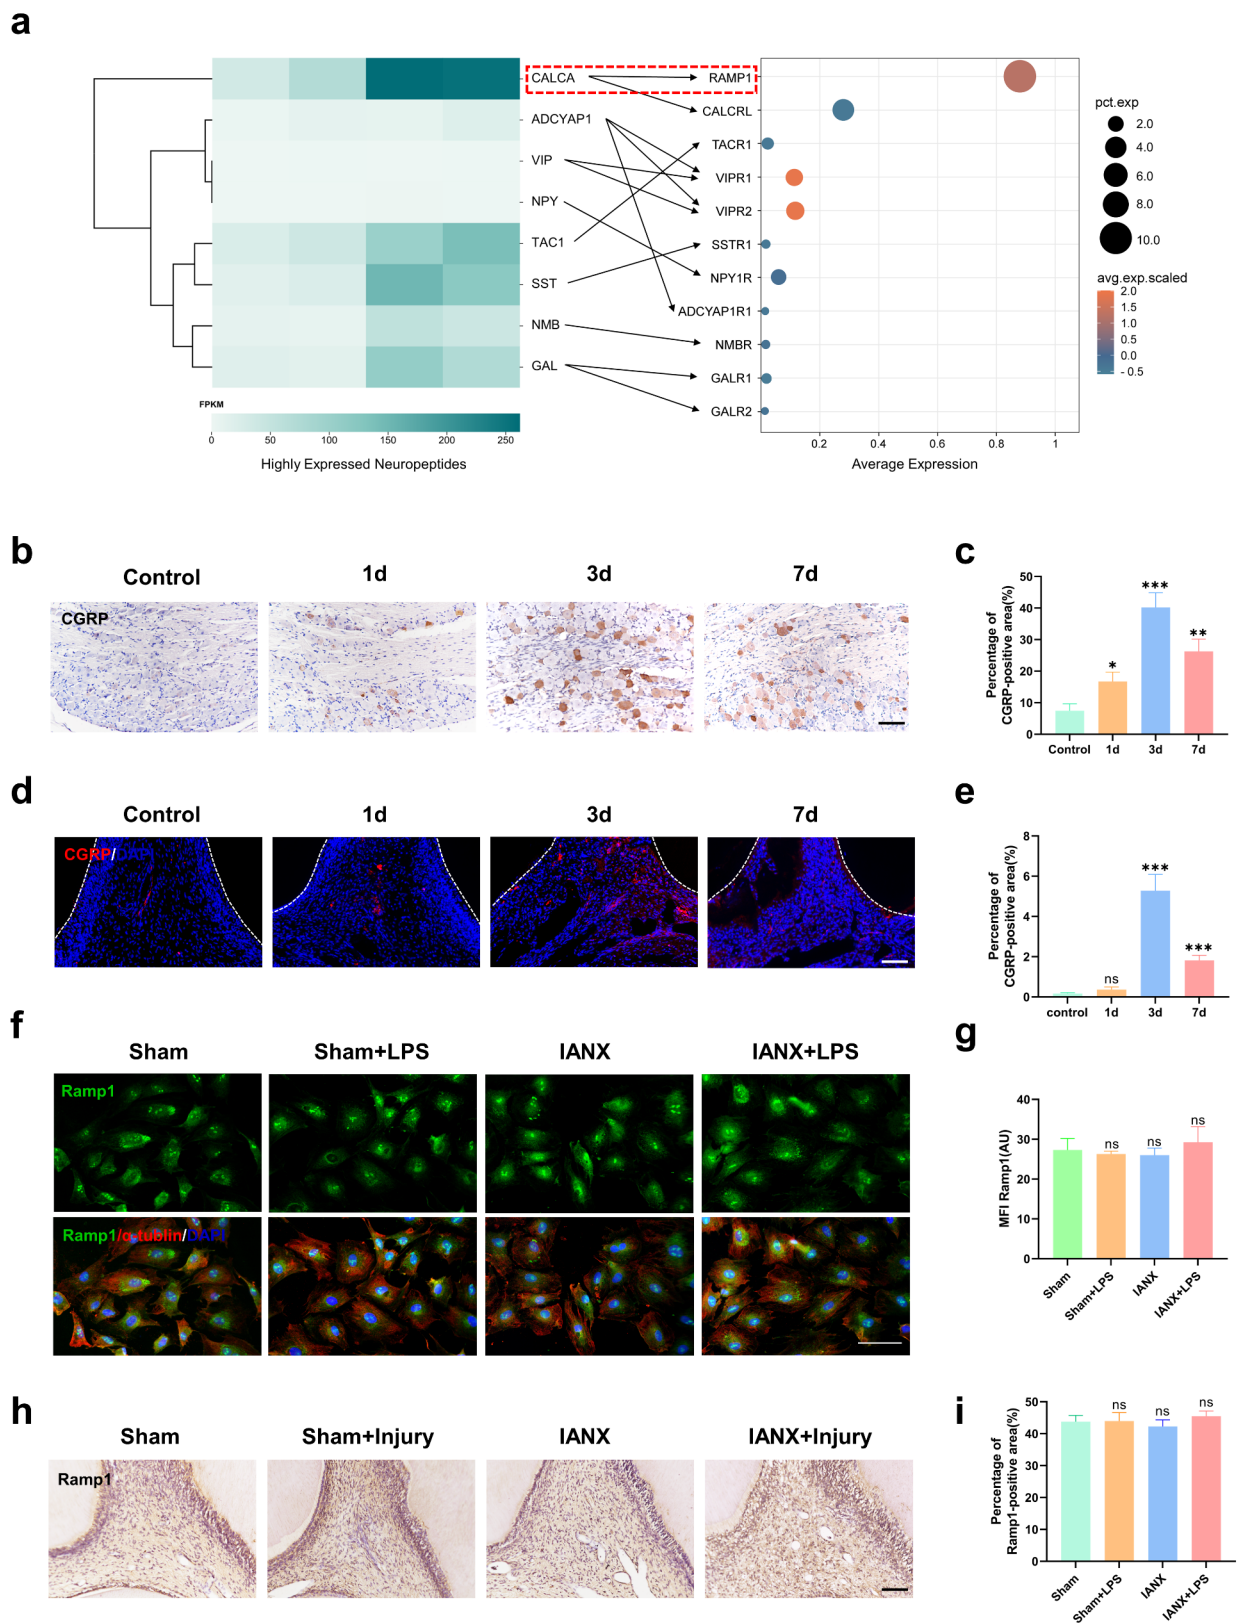 a
CALCA
ADCYAP1
VIP
NPY
TAC1
SST
NMB
GAL
RAMP1
CALCRL
TACR1
VIPR1
VIPR2
SSTR1
NPY1R
ADCYAP1R1
NMBR
GALR1
GALR2
pct.exp
2.0
4.0
6.0
8.0
10.0
avg.exp.scaled
2.0
1.5
1.0
0.5
0.0
- 0.5
FPKM
0 50 100 150 200 250
Highly Expressed Neuropeptides
0.2 0.4 0.6 0.8 1
Average Expression
b
Control 1d 3d 7d
CGRP
c
Percentage of
CGRP-positive area(%)
50
40
30
20
10
0
* *** **
Control 1d 3d 7d
d
Control 1d 3d 7d
CGRP/DAPI
e
Percentage of
CGRP-positive area(%)
8
6
4
2
0
ns *** ***
control 1d 3d 7d
f
Sham Sham+LPS IANX IANX+LPS
Ramp1
Ramp1/α-tublin/DAPI
g
MFI Ramp1(AU)
40
30
20
10
0
ns ns ns
Sham Sham+LPS IANX IANX+LPS
h
Sham Sham+Injury IANX IANX+Injury
Ramp1
i
Percentage of
Ramp1-positive area(%)
50
40
30
20
10
0
ns ns ns
Sham Sham+LPS IANX IANX+LPS